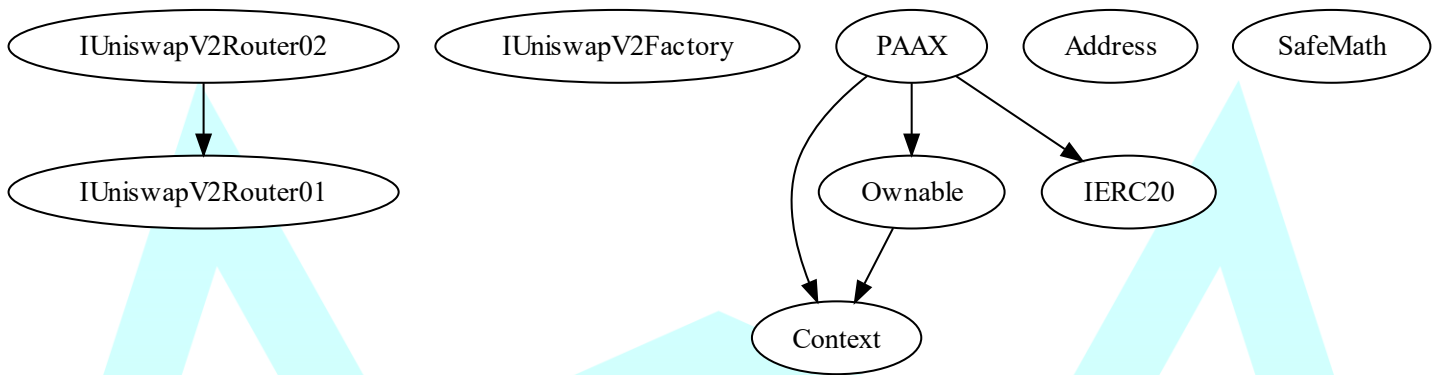 IUniswapV2Router02
IUniswapV2Factory
PAAX
Address
SafeMath
IUniswapV2Router01
Ownable
IERC20
Context